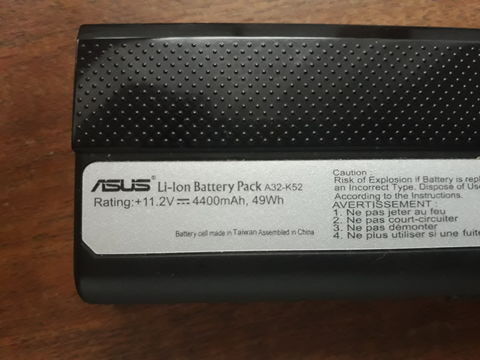 ASUS Li-Ion Battery Pack A32-K52
Rating:+11.2V ⎓ 4400mAh, 49Wh
Battery cell made in Taiwan Assembled in China
Caution :
Risk of Explosion if Battery is repl
an Incorrect Type. Dispose of Use
According to the Instructions.
AVERTISSEMENT :
1. Ne pas jeter au feu
2. Ne pas court-circuiter
3. Ne pas démonter
4. Ne plus utiliser si une fuite